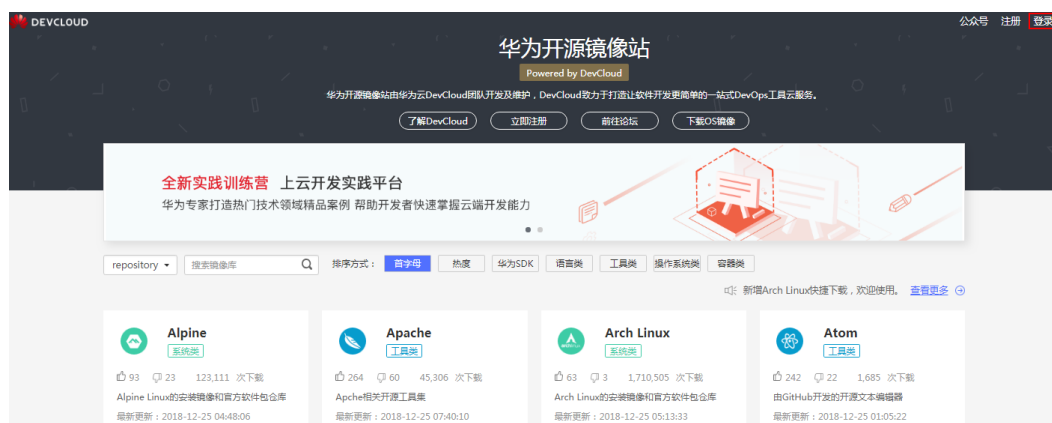 DEVCLOUD
公众号 注册 登录
华为开源镜像站
Powered by DevCloud
华为开源镜像站由华为云DevCloud团队开发及维护，DevCloud致力于打造让软件开发更简单的一站式DevOps工具云服务。
了解DevCloud 立即注册 前往论坛 下载OS镜像
全新实践训练营 上云开发实践平台
华为专家打造热门技术领域精品案例 帮助开发者快速掌握云端开发能力
repository 搜索镜像库 排序方式： 首字母 热度 华为SDK 语言类 工具类 操作系统类 容器类
新增Arch Linux快捷下载，欢迎使用。 查看更多
Alpine
系统类
93 23 123,111 次下载
Alpine Linux的安装镜像和官方软件包仓库
最新更新：2018-12-25 04:48:06
Apache
工具类
264 60 45,306 次下载
Apche相关开源工具集
最新更新：2018-12-25 07:40:10
Arch Linux
系统类
63 3 1,710,505 次下载
Arch Linux的安装镜像和官方软件包仓库
最新更新：2018-12-25 05:13:33
Atom
工具类
242 22 1,685 次下载
由GitHub开发的开源文本编辑器
最新更新：2018-12-25 01:05:22